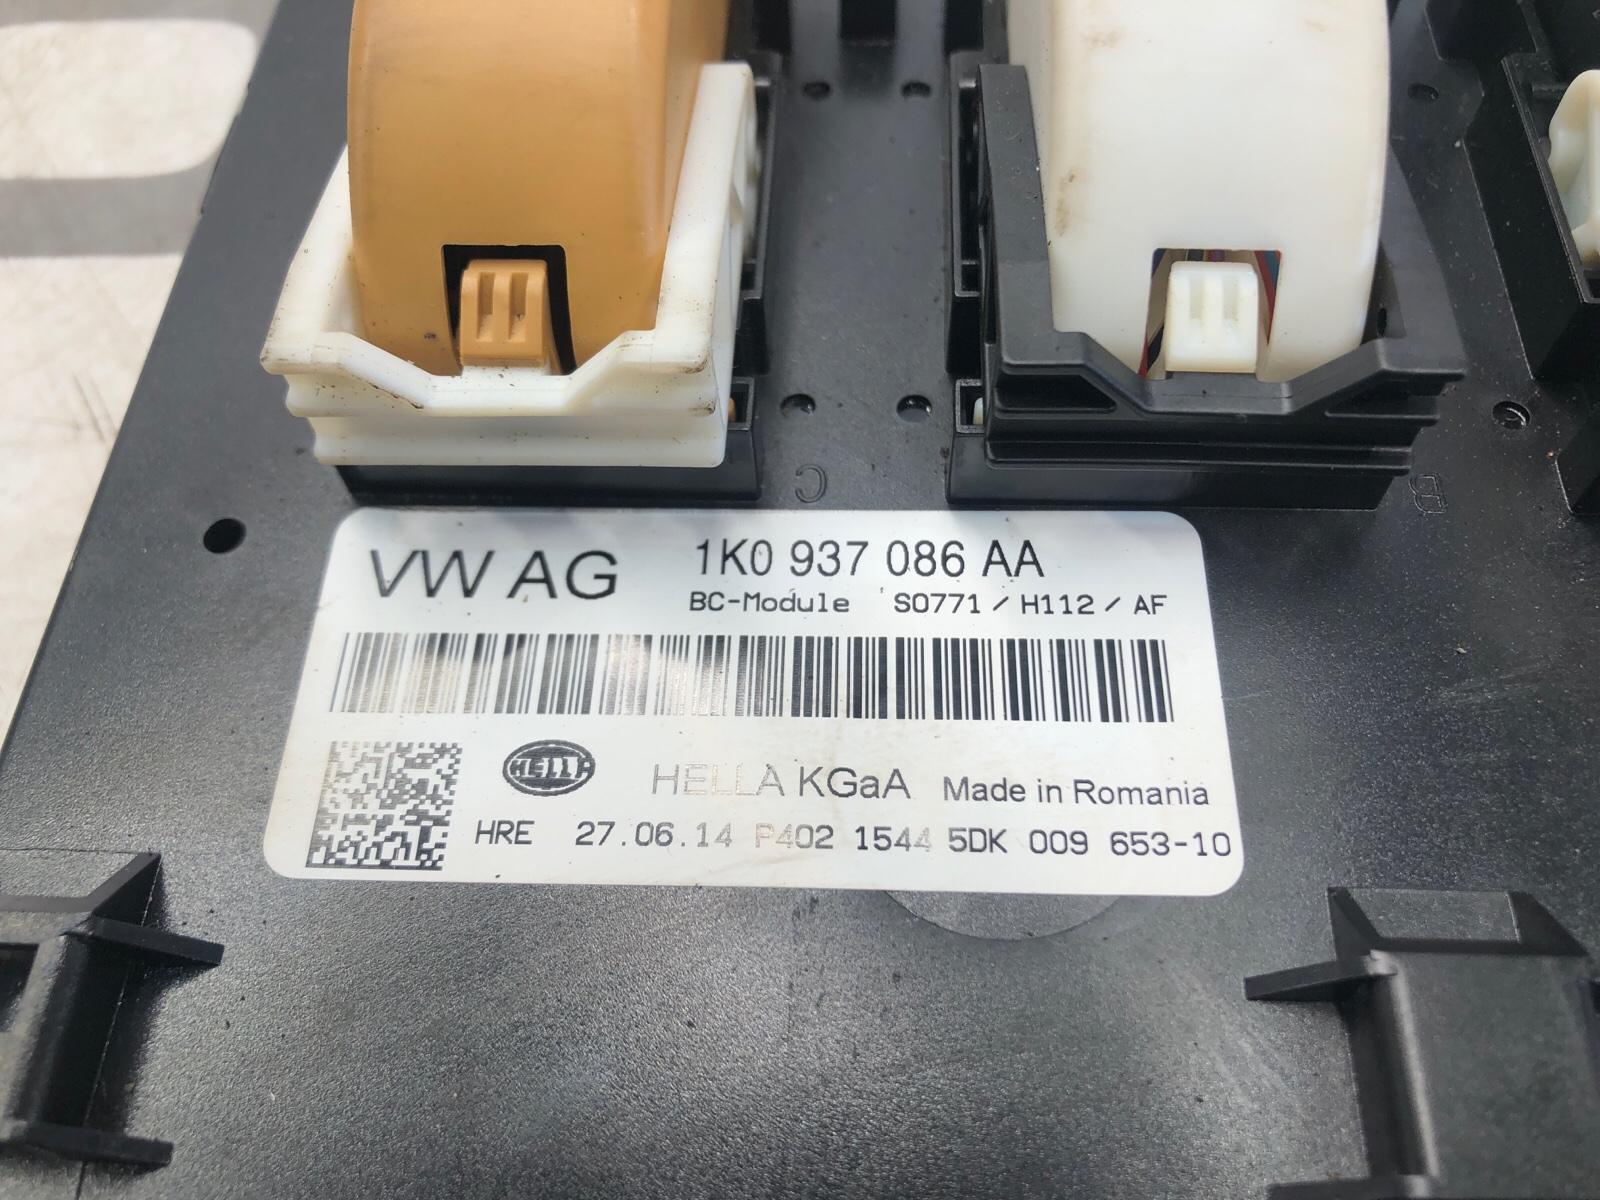 C
B
VW AG 1K0 937 086 AA
BC-Module S0771 / H112 / AF
HELLA HELLA KGaA Made in Romania
HRE 27.06.14 P402 1544 5DK 009 653-10